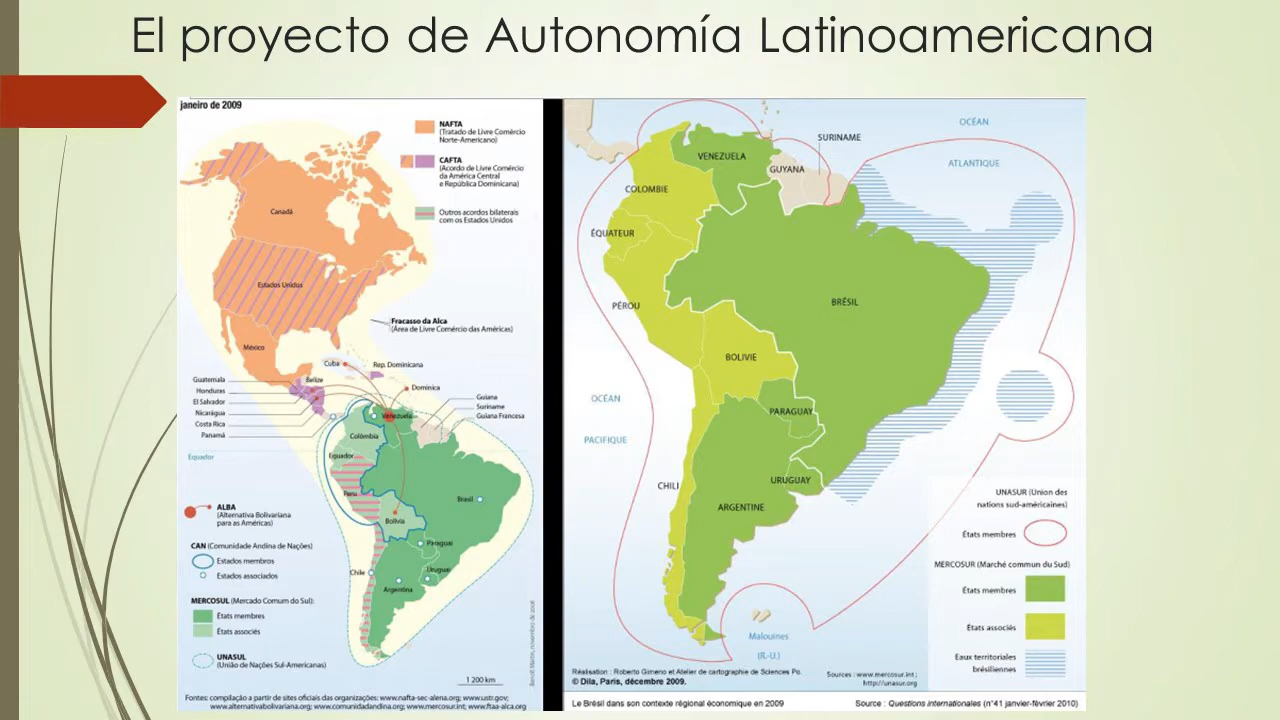 El proyecto de Autonomía Latinoamericana
janeiro de 2009
NAFTA
(Tratado de Livre Comércio
Norte-Americano)
CAFTA
(Acordo de Livre Comércio
da América Central
e República Dominicana)
Outros acordos bilaterais
com os Estados Unidos
Canadá
Estados Unidos
Fracasso da Alca
(Área de Livre Comércio das Américas)
México
Cuba
Rep. Dominicana
Belize
Dominica
Guatemala
Honduras
El Salvador
Nicarágua
Costa Rica
Panamá
Guiana
Suriname
Guiana Francesa
Venezuela
Colômbia
Equador
Equador
Peru
Brasil
Bolívia
Paraguai
Chile
Uruguai
Argentina
ALBA
(Alternativa Bolivariana
para as Américas)
CAN (Comunidade Andina de Nações)
Estados membros
Estados associados
MERCOSUL (Mercado Comum do Sul):
États membres
États associés
UNASUL
(União de Nações Sul-Americanas)
1 200 km
Fontes: compilação a partir de sites oficiais das organizações: www.nafta-sec-alena.org; www.ustr.gov;
www.alternativabolivariana.org; www.comunidadandina.org; www.mercosur.int; www.ftaa-alca.org
OCÉAN
ATLANTIQUE
SURINAME
VENEZUELA
GUYANA
COLOMBIE
ÉQUATEUR
PÉROU
BRÉSIL
BOLIVIE
OCÉAN
PACIFIQUE
PARAGUAY
CHILI
URUGUAY
ARGENTINE
Malouines
(R.-U.)
UNASUR (Union des
nations sud-américaines)
États membres
MERCOSUR (Marché commun du Sud)
États membres
États associés
Eaux territoriales
brésiliennes
Réalisation : Roberto Gimeno et Atelier de cartographie de Sciences Po.
© Dila, Paris, décembre 2009.
Sources : www.mercosur.int ;
http://unasur.org
Le Brésil dans son contexte régional économique en 2009
Source : Questions internationales (n°41 janvier-février 2010)